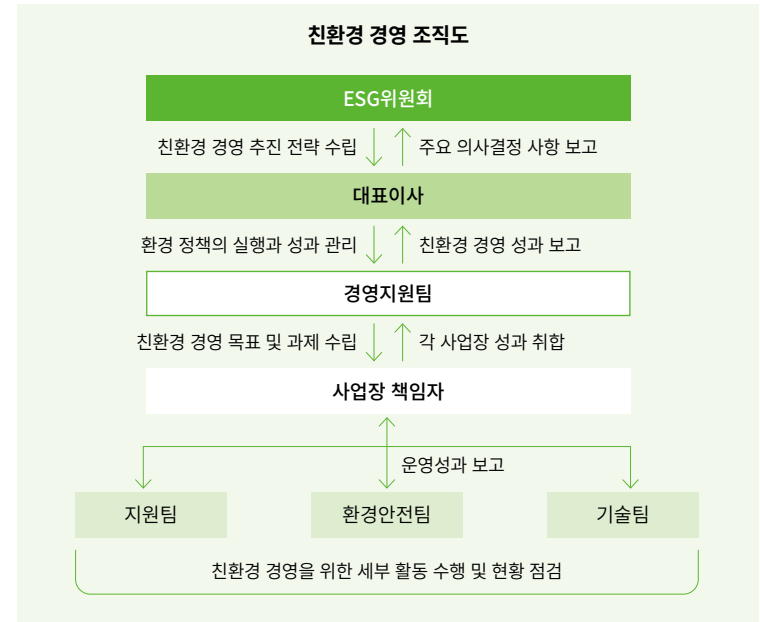 친환경 경영 조직도
ESG위원회
친환경 경영 추진 전략 수립
주요 의사결정 사항 보고
대표이사
환경 정책의 실행과 성과 관리
친환경 경영 성과 보고
경영지원팀
친환경 경영 목표 및 과제 수립
각 사업장 성과 취합
사업장 책임자
운영성과 보고
지원팀
환경안전팀
기술팀
친환경 경영을 위한 세부 활동 수행 및 현황 점검